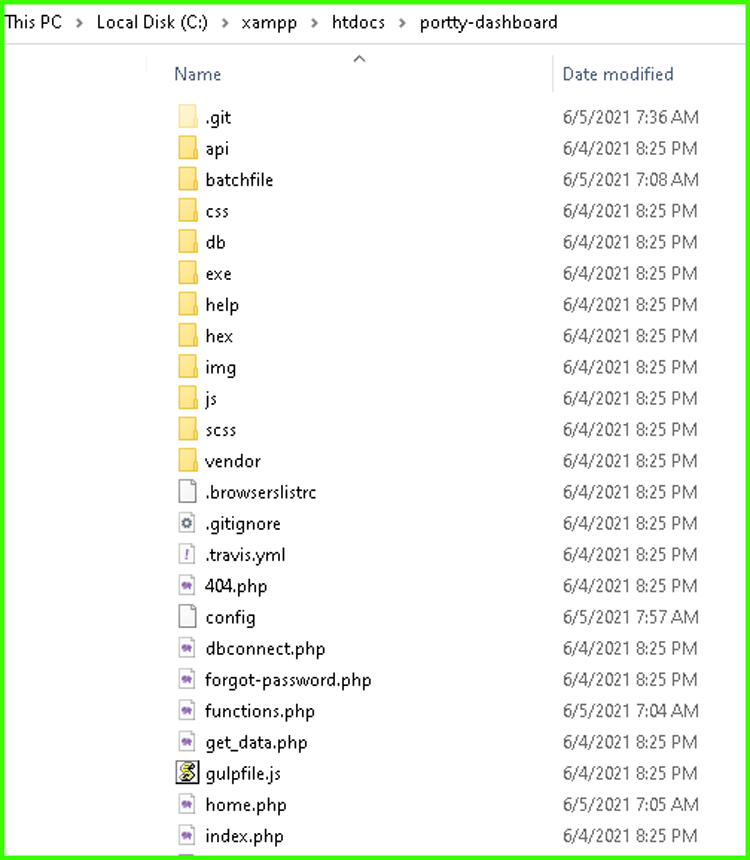 This PC > Local Disk (C:) > xampp > htdocs > portty-dashboard
Name Date modified
.git 6/5/2021 7:36 AM
api 6/4/2021 8:25 PM
batchfile 6/5/2021 7:08 AM
css 6/4/2021 8:25 PM
db 6/4/2021 8:25 PM
exe 6/4/2021 8:25 PM
help 6/4/2021 8:25 PM
hex 6/4/2021 8:25 PM
img 6/4/2021 8:25 PM
js 6/4/2021 8:25 PM
scss 6/4/2021 8:25 PM
vendor 6/4/2021 8:25 PM
.browserslistrc 6/4/2021 8:25 PM
.gitignore 6/4/2021 8:25 PM
.travis.yml 6/4/2021 8:25 PM
404.php 6/4/2021 8:25 PM
config 6/5/2021 7:57 AM
dbconnect.php 6/4/2021 8:25 PM
forgot-password.php 6/4/2021 8:25 PM
functions.php 6/5/2021 7:04 AM
get_data.php 6/4/2021 8:25 PM
gulpfile.js 6/4/2021 8:25 PM
home.php 6/5/2021 7:05 AM
index.php 6/4/2021 8:25 PM